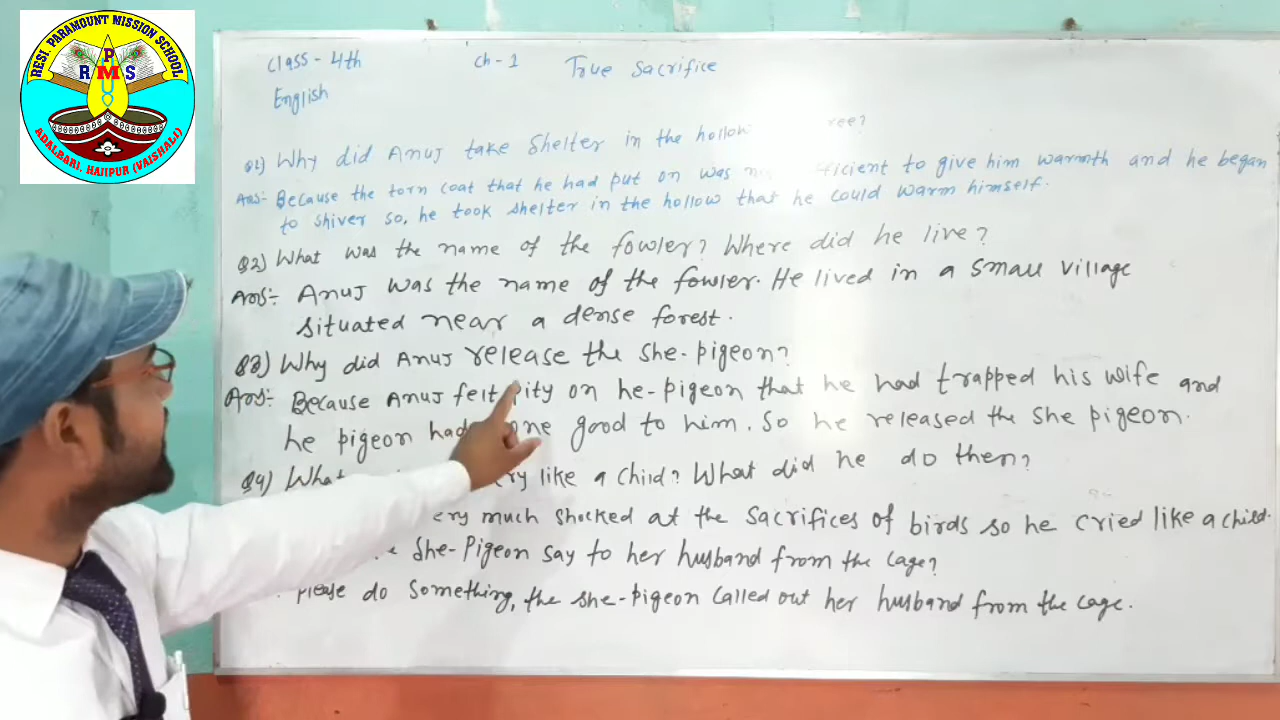 RESI. PARAMOUNT MISSION SCHOOL
P
R M S
U
ADALBARI, HAJIPUR (VAISHALI)
Class - 4th Ch - 1 True Sacrifice
English
Q1) Why did Anuj take Shelter in the hollow ree?
Ans:- Because the torn coat that he had put on was ficient to give him warmth and he began
to shiver so, he took shelter in the hollow that he could warm himself.
Q2) What was the name of the fowler? Where did he live?
Ans:- Anuj was the name of the fowler. He lived in a small village
situated near a dense forest.
Q3) Why did Anuj release the she-pigeon?
Ans:- Because Anuj felt pity on he-pigeon that he had trapped his wife and
he pigeon had one good to him. So he released the she pigeon.
Q4) What cry like a child? What did he do then?
ery much shocked at the sacrifices of birds so he cried like a child.
She-Pigeon say to her husband from the cage?
Please do something, the she-pigeon called out her husband from the cage.